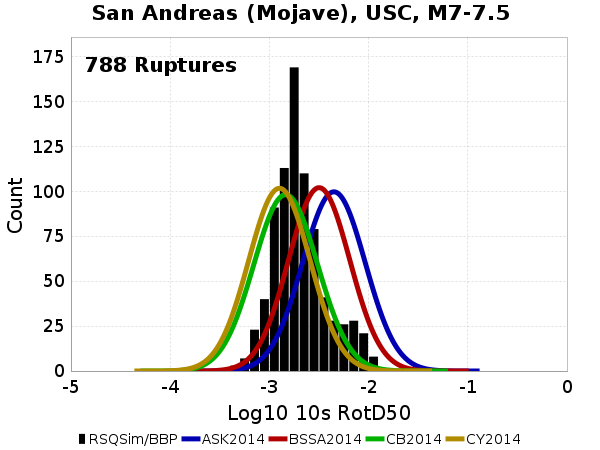 San Andreas (Mojave), USC, M7-7.5
788 Ruptures
Count
175
150
125
100
75
50
25
0
-5 -4 -3 -2 -1 0
Log10 10s RotD50
RSQSim/BBP ASK2014 BSSA2014 CB2014 CY2014